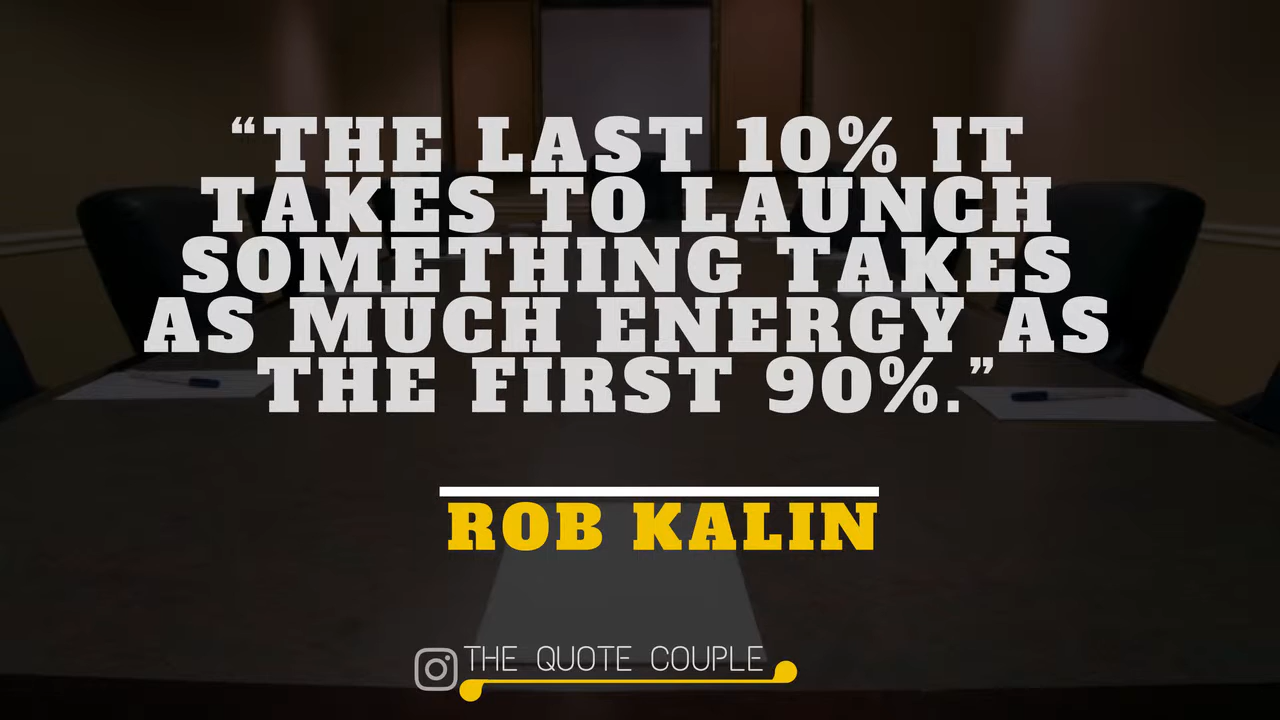 “THE LAST 10% IT
TAKES TO LAUNCH
SOMETHING TAKES
AS MUCH ENERGY AS
THE FIRST 90%.”
ROB KALIN
THE QUOTE COUPLE